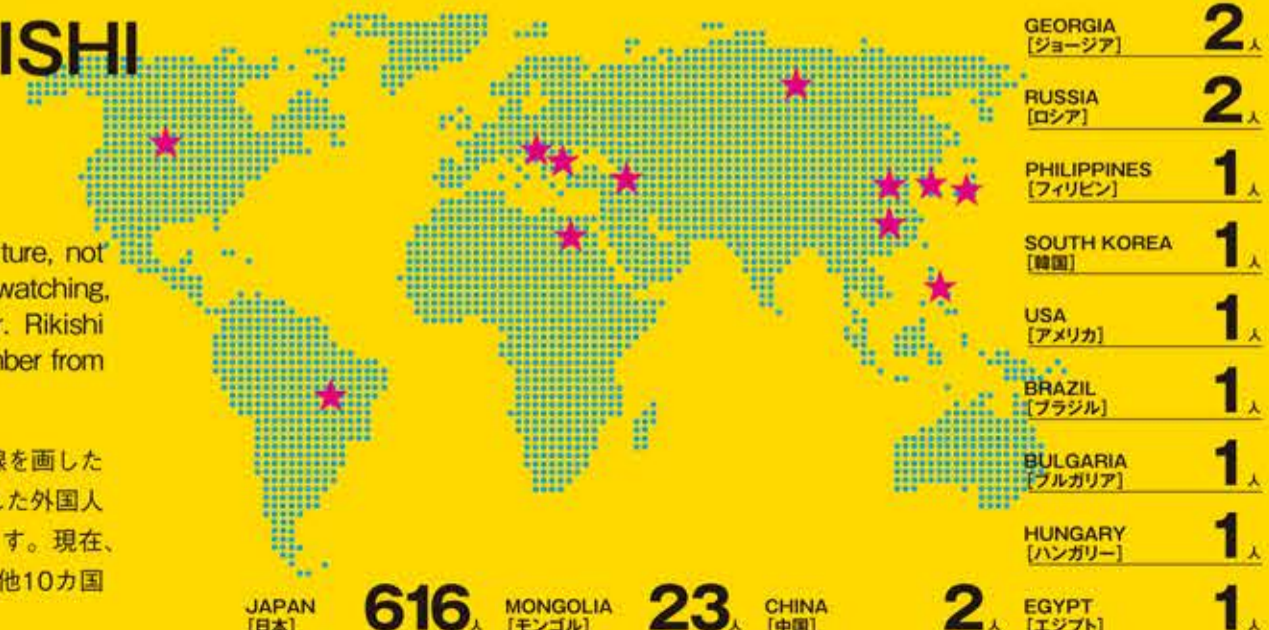 ISHI
ture, not
watching,
r. Rikishi
nber from
線を画した
した外国人
す。現在、
他10カ国
GEORGIA 2人
[ジョージア]
RUSSIA 2人
[ロシア]
PHILIPPINES 1人
[フィリピン]
SOUTH KOREA 1人
[韓国]
USA 1人
[アメリカ]
BRAZIL 1人
[ブラジル]
BULGARIA 1人
[ブルガリア]
HUNGARY 1人
[ハンガリー]
JAPAN 616人
[日本]
MONGOLIA 23人
[モンゴル]
CHINA 2人
[中国]
EGYPT 1人
[エジプト]